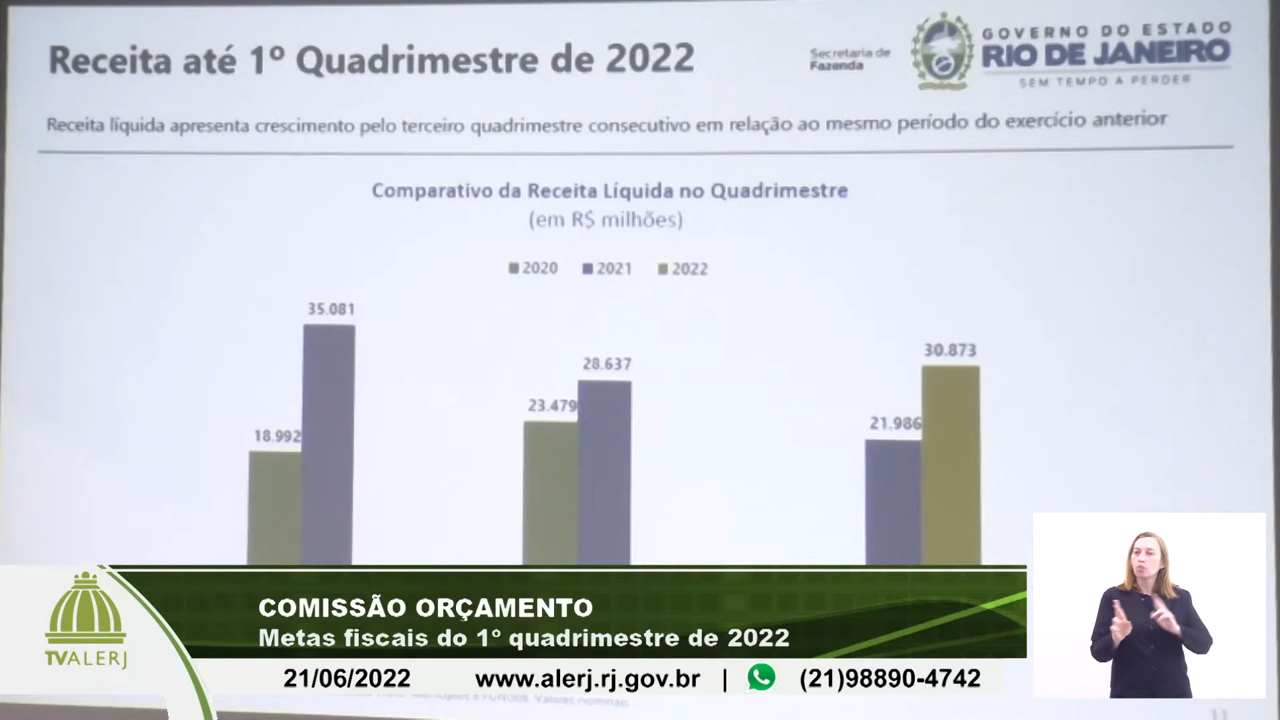 Receita até 1º Quadrimestre de 2022
Secretaria de
Fazenda
GOVERNO DO ESTADO
RIO DE JANEIRO
SEM TEMPO A PERDER
Receita líquida apresenta crescimento pelo terceiro quadrimestre consecutivo em relação ao mesmo período do exercício anterior
Comparativo da Receita Líquida no Quadrimestre
(em R$ milhões)
2020 2021 2022
35.081
30.873
28.637
23.479
21.986
18.992
COMISSÃO ORÇAMENTO
Metas fiscais do 1º quadrimestre de 2022
TVALERJ
21/06/2022 www.alerj.rj.gov.br | (21)98890-4742
Valores nominais
11